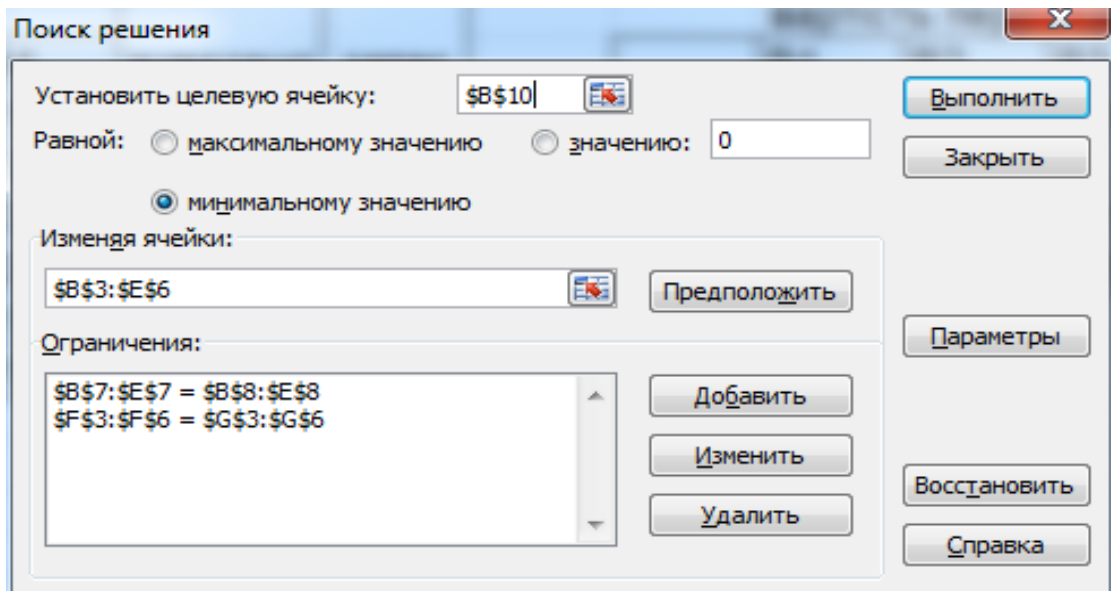 Поиск решения
Установить целевую ячейку: $B$10
Выполнить
Равной: максимальному значению значению: 0
Закрыть
минимальному значению
Изменяя ячейки:
$B$3:$E$6
Предположить
Параметры
Ограничения:
$B$7:$E$7 = $B$8:$E$8
$F$3:$F$6 = $G$3:$G$6
Добавить
Изменить
Удалить
Восстановить
Справка